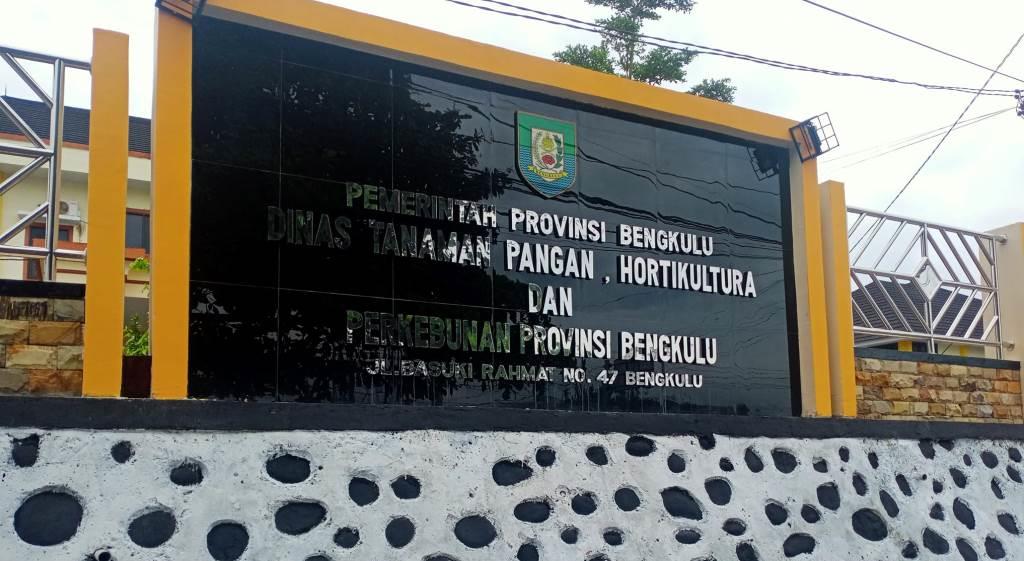 PEMERINTAH PROVINSI BENGKULU
DINAS TANAMAN PANGAN , HORTIKULTURA
DAN
PERKEBUNAN PROVINSI BENGKULU
JL.BASUKI RAHMAT NO. 47 BENGKULU